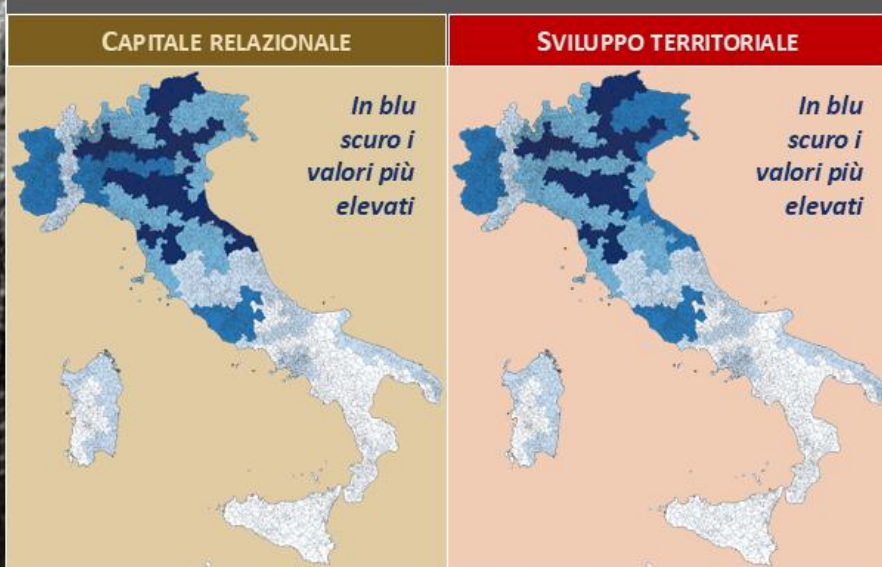 CAPITALE RELAZIONALE
SVILUPPO TERRITORIALE
In blu
scuro i
valori più
elevati
In blu
scuro i
valori più
elevati